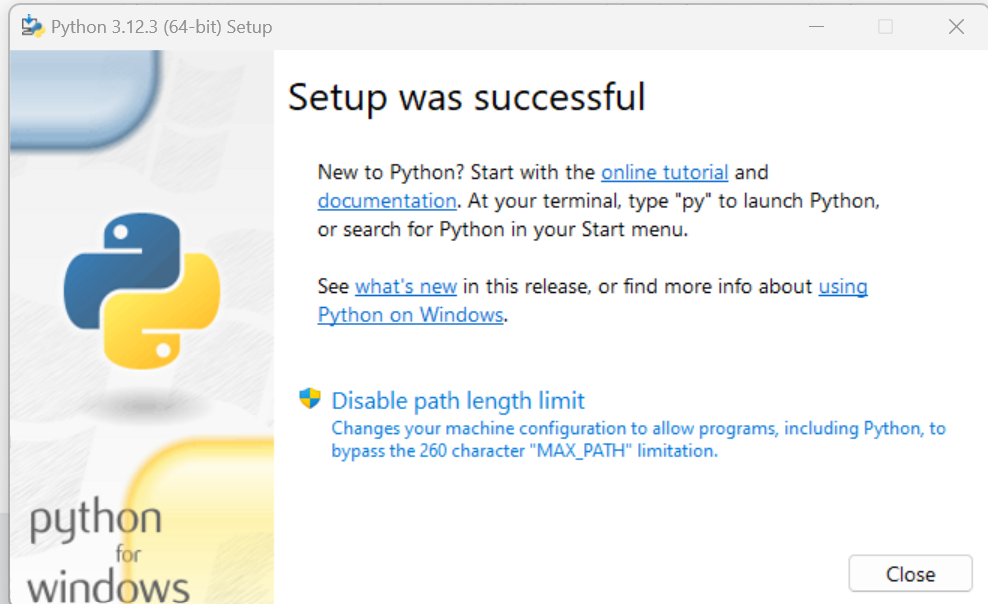 Python 3.12.3 (64-bit) Setup
Setup was successful
New to Python? Start with the online tutorial and
documentation. At your terminal, type "py" to launch Python,
or search for Python in your Start menu.
See what's new in this release, or find more info about using
Python on Windows.
Disable path length limit
Changes your machine configuration to allow programs, including Python, to
bypass the 260 character "MAX_PATH" limitation.
python
for
windows
Close